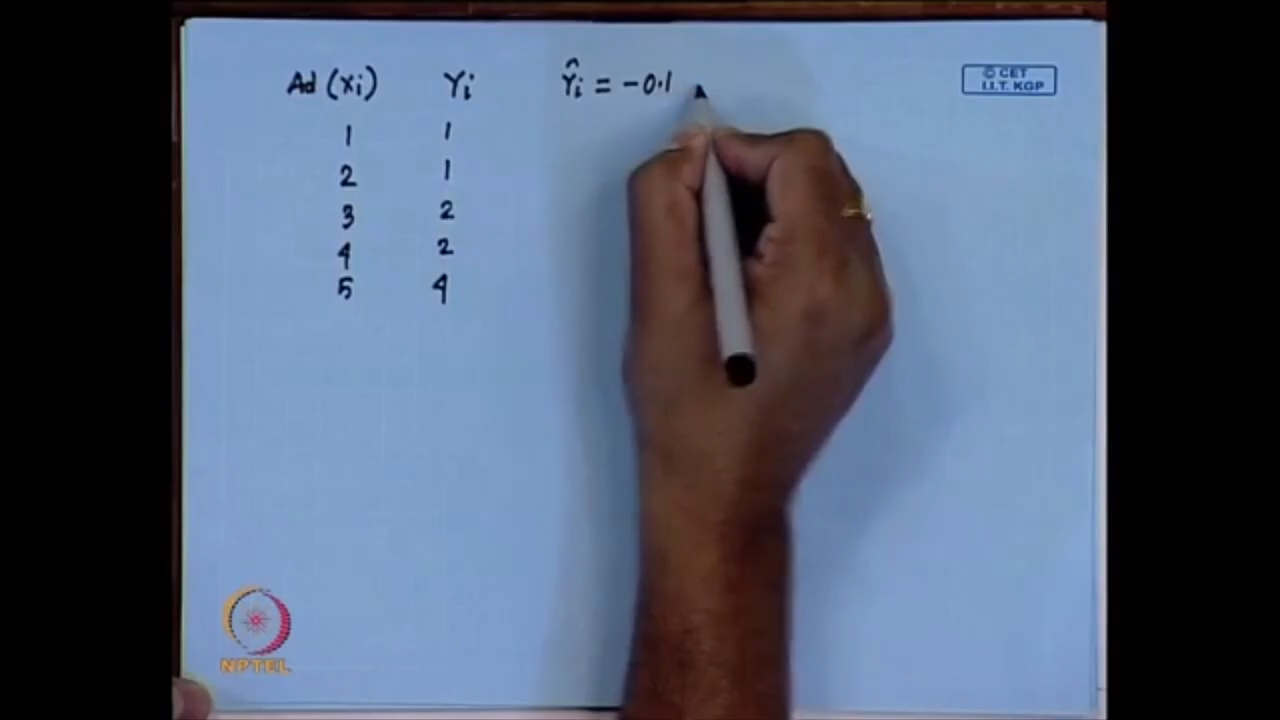 Ad (xi) Yi Ŷi = -0.1
© CET
I.I.T. KGP
1 1
2 1
3 2
4 2
5 4
NPTEL